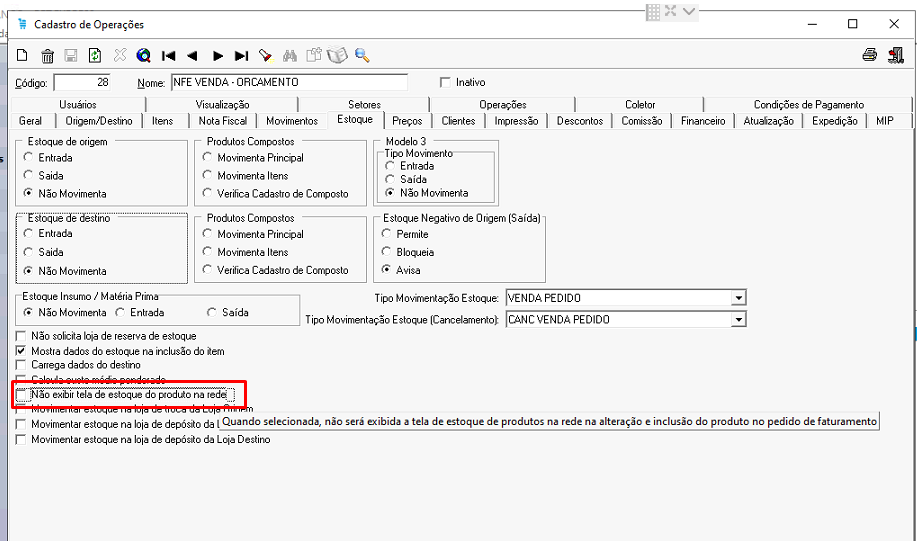 Cadastro de Operações
Código: 28 Nome: NFE VENDA - ORCAMENTO Inativo
Usuários Visualização Setores Operações Coletor Condições de Pagamento
Geral Origem/Destino Itens Nota Fiscal Movimentos Estoque Preços Clientes Impressão Descontos Comissão Financeiro Atualização Expedição MIP
Estoque de origem
Entrada
Saida
Não Movimenta
Produtos Compostos
Movimenta Principal
Movimenta Itens
Verifica Cadastro de Composto
Modelo 3
Tipo Movimento
Entrada
Saída
Não Movimenta
Estoque de destino
Entrada
Saida
Não Movimenta
Produtos Compostos
Movimenta Principal
Movimenta Itens
Verifica Cadastro de Composto
Estoque Negativo de Origem (Saída)
Permite
Bloqueia
Avisa
Estoque Insumo / Matéria Prima
Não Movimenta Entrada Saída
Tipo Movimentação Estoque: VENDA PEDIDO
Tipo Movimentação Estoque (Cancelamento): CANC VENDA PEDIDO
Não solicita loja de reserva de estoque
Mostra dados do estoque na inclusão do item
Carrega dados do destino
Calcula custo médio ponderado
Não exibir tela de estoque do produto na rede
Movimentar estoque na loja de troca da Loja Origem
Movimentar estoque na loja de depósito da
Quando selecionada, não será exibida a tela de estoque de produtos na rede na alteração e inclusão do produto no pedido de faturamento
Movimentar estoque na loja de depósito da Loja Destino